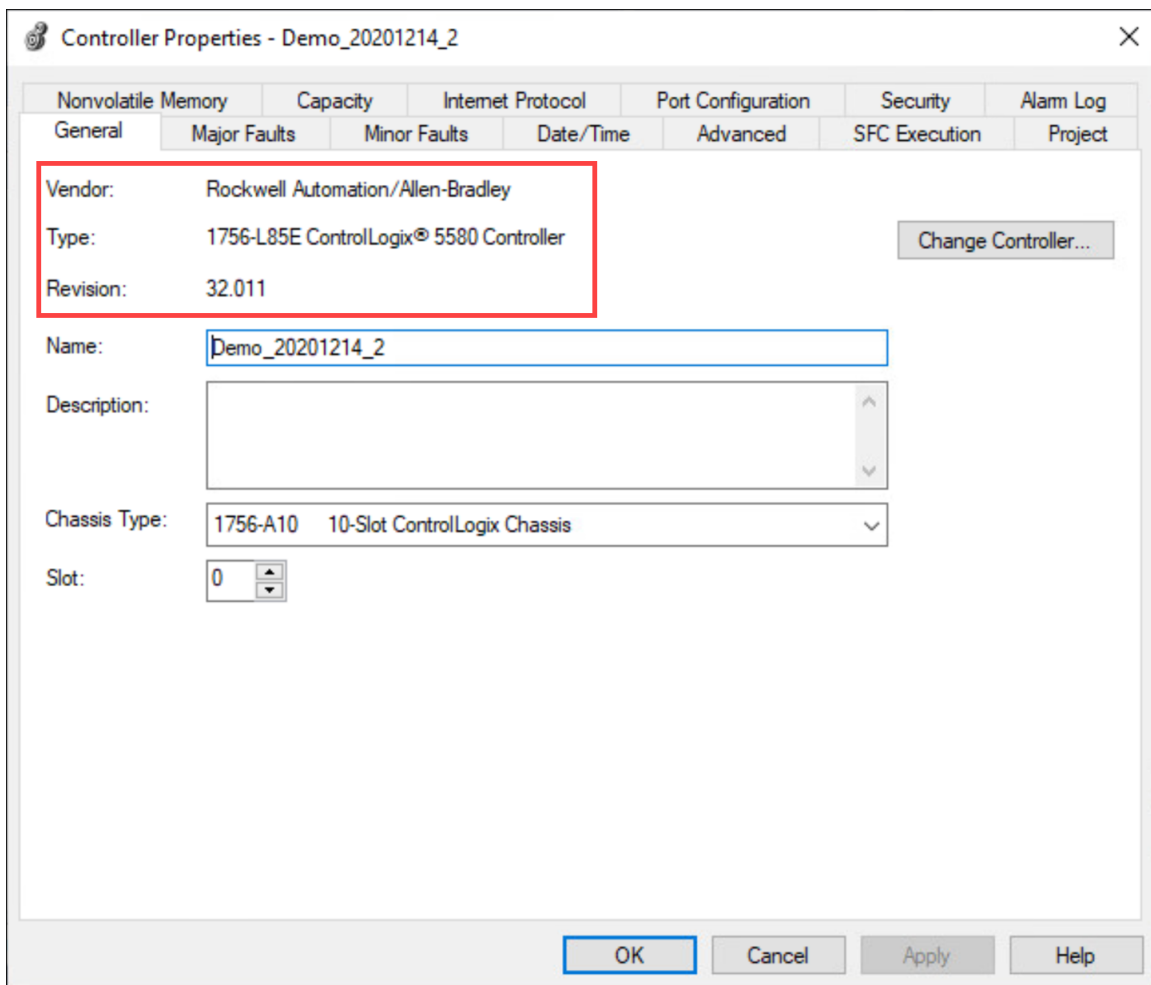 Controller Properties - Demo_20201214_2
Nonvolatile Memory Capacity Internet Protocol Port Configuration Security Alarm Log
General Major Faults Minor Faults Date/Time Advanced SFC Execution Project
Vendor: Rockwell Automation/Allen-Bradley
Type: 1756-L85E ControlLogix® 5580 Controller Change Controller...
Revision: 32.011
Name: Demo_20201214_2
Description:
Chassis Type: 1756-A10 10-Slot ControlLogix Chassis
Slot: 0
OK Cancel Apply Help